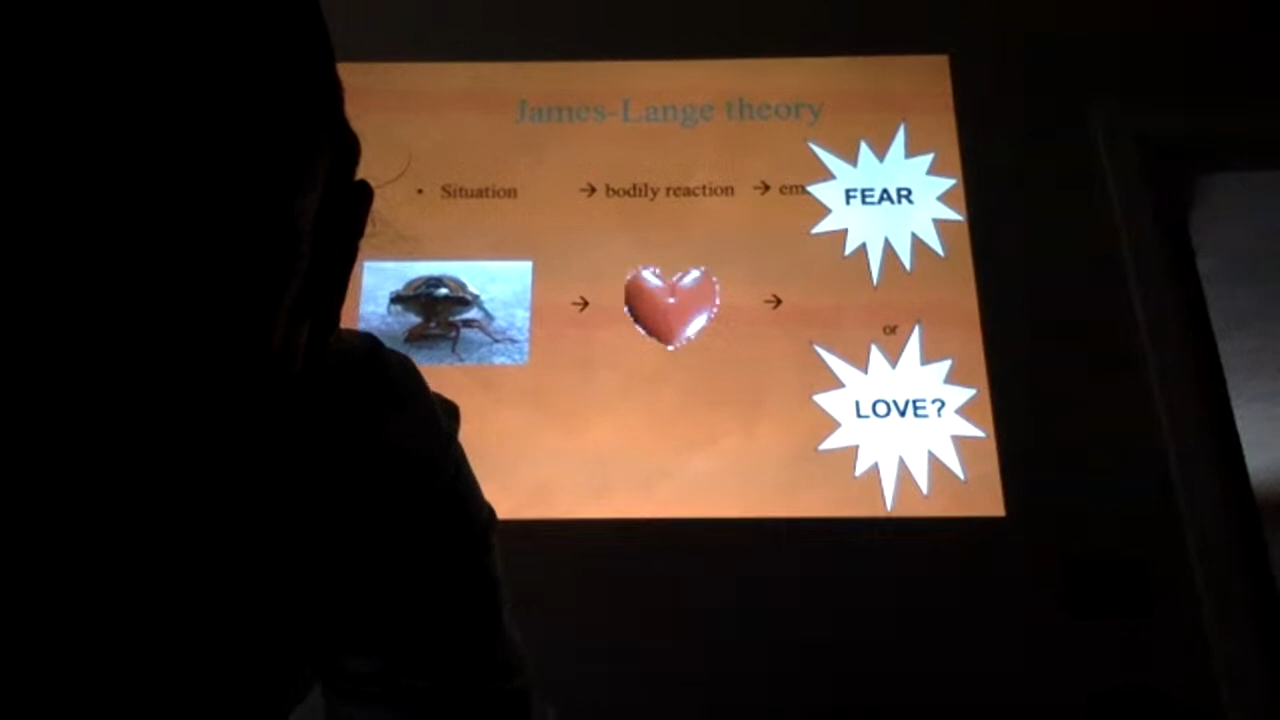 James-Lange theory
• Situation → bodily reaction → em
FEAR
→ →
or
LOVE?